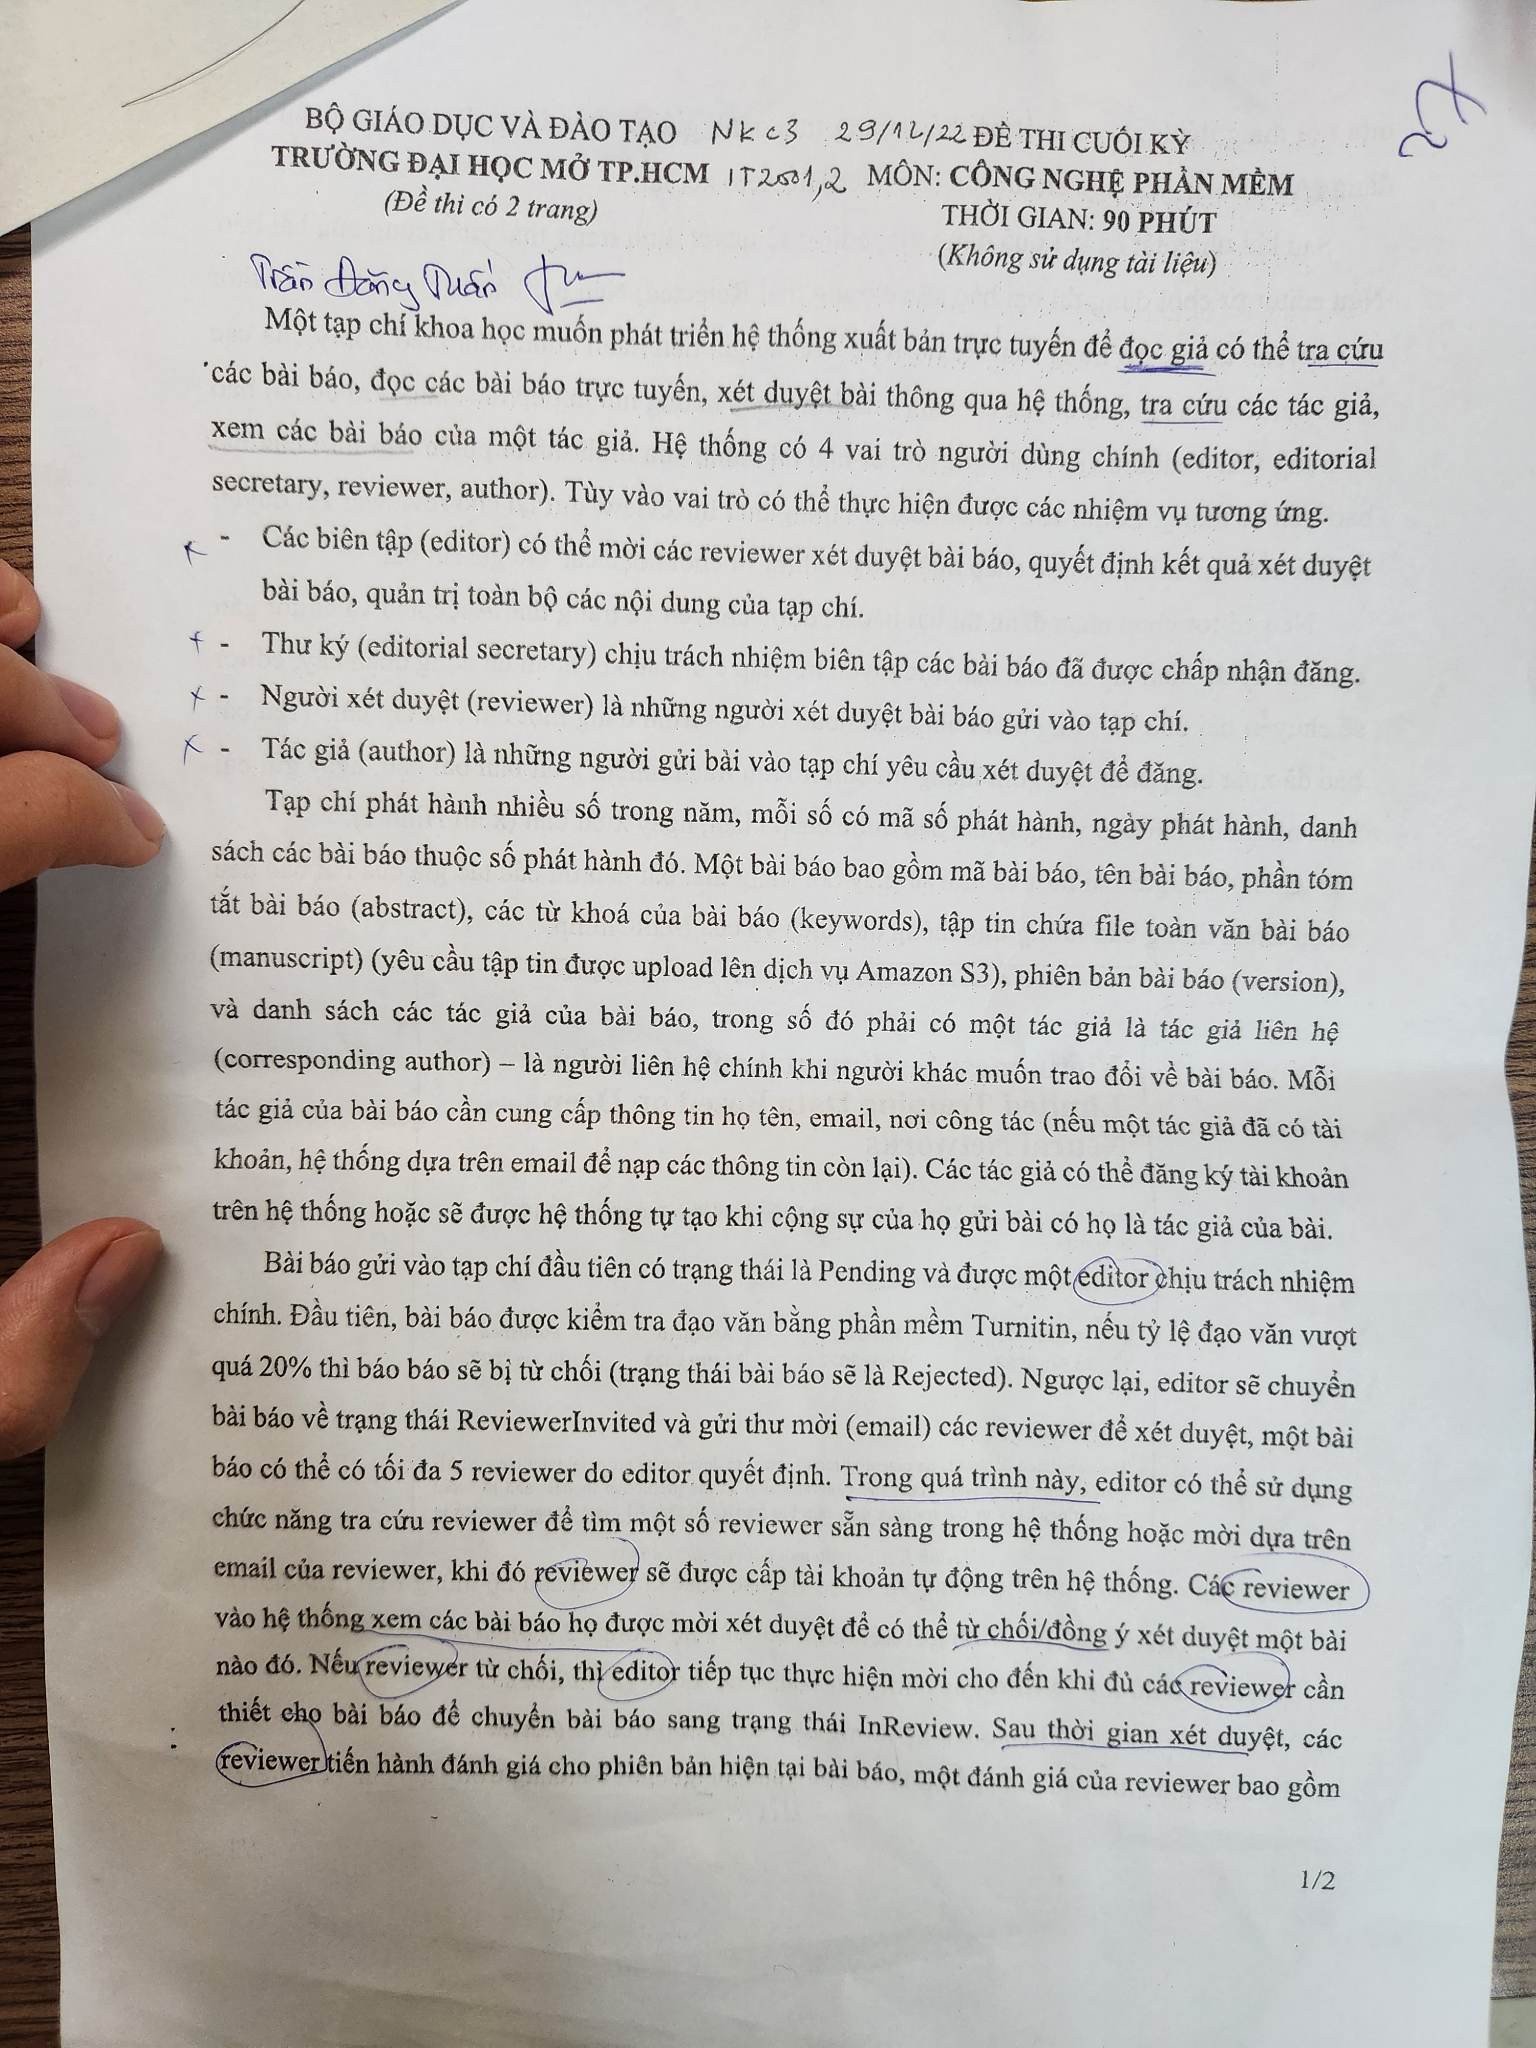 BỘ GIÁO DỤC VÀ ĐÀO TẠO NK c3 29/12/22 ĐỀ THI CUỐI KỲ
TRƯỜNG ĐẠI HỌC MỞ TP.HCM IT2001,2 MÔN: CÔNG NGHỆ PHẦN MỀM
(Đề thi có 2 trang) THỜI GIAN: 90 PHÚT
(Không sử dụng tài liệu)
Trần Đăng Tuấn
Một tạp chí khoa học muốn phát triển hệ thống xuất bản trực tuyến để đọc giả có thể tra cứu
các bài báo, đọc các bài báo trực tuyến, xét duyệt bài thông qua hệ thống, tra cứu các tác giả,
xem các bài báo của một tác giả. Hệ thống có 4 vai trò người dùng chính (editor, editorial
secretary, reviewer, author). Tùy vào vai trò có thể thực hiện được các nhiệm vụ tương ứng.
- Các biên tập (editor) có thể mời các reviewer xét duyệt bài báo, quyết định kết quả xét duyệt
bài báo, quản trị toàn bộ các nội dung của tạp chí.
- Thư ký (editorial secretary) chịu trách nhiệm biên tập các bài báo đã được chấp nhận đăng.
- Người xét duyệt (reviewer) là những người xét duyệt bài báo gửi vào tạp chí.
- Tác giả (author) là những người gửi bài vào tạp chí yêu cầu xét duyệt để đăng.
Tạp chí phát hành nhiều số trong năm, mỗi số có mã số phát hành, ngày phát hành, danh
sách các bài báo thuộc số phát hành đó. Một bài báo bao gồm mã bài báo, tên bài báo, phần tóm
tắt bài báo (abstract), các từ khoá của bài báo (keywords), tập tin chứa file toàn văn bài báo
(manuscript) (yêu cầu tập tin được upload lên dịch vụ Amazon S3), phiên bản bài báo (version),
và danh sách các tác giả của bài báo, trong số đó phải có một tác giả là tác giả liên hệ
(corresponding author) – là người liên hệ chính khi người khác muốn trao đổi về bài báo. Mỗi
tác giả của bài báo cần cung cấp thông tin họ tên, email, nơi công tác (nếu một tác giả đã có tài
khoản, hệ thống dựa trên email để nạp các thông tin còn lại). Các tác giả có thể đăng ký tài khoản
trên hệ thống hoặc sẽ được hệ thống tự tạo khi cộng sự của họ gửi bài có họ là tác giả của bài.
Bài báo gửi vào tạp chí đầu tiên có trạng thái là Pending và được một editor chịu trách nhiệm
chính. Đầu tiên, bài báo được kiểm tra đạo văn bằng phần mềm Turnitin, nếu tỷ lệ đạo văn vượt
quá 20% thì báo báo sẽ bị từ chối (trạng thái bài báo sẽ là Rejected). Ngược lại, editor sẽ chuyển
bài báo về trạng thái ReviewerInvited và gửi thư mời (email) các reviewer để xét duyệt, một bài
báo có thể có tối đa 5 reviewer do editor quyết định. Trong quá trình này, editor có thể sử dụng
chức năng tra cứu reviewer để tìm một số reviewer sẵn sàng trong hệ thống hoặc mời dựa trên
email của reviewer, khi đó reviewer sẽ được cấp tài khoản tự động trên hệ thống. Các reviewer
vào hệ thống xem các bài báo họ được mời xét duyệt để có thể từ chối/đồng ý xét duyệt một bài
nào đó. Nếu reviewer từ chối, thì editor tiếp tục thực hiện mời cho đến khi đủ các reviewer cần
thiết cho bài báo để chuyển bài báo sang trạng thái InReview. Sau thời gian xét duyệt, các
reviewer tiến hành đánh giá cho phiên bản hiện tại bài báo, một đánh giá của reviewer bao gồm
1/2